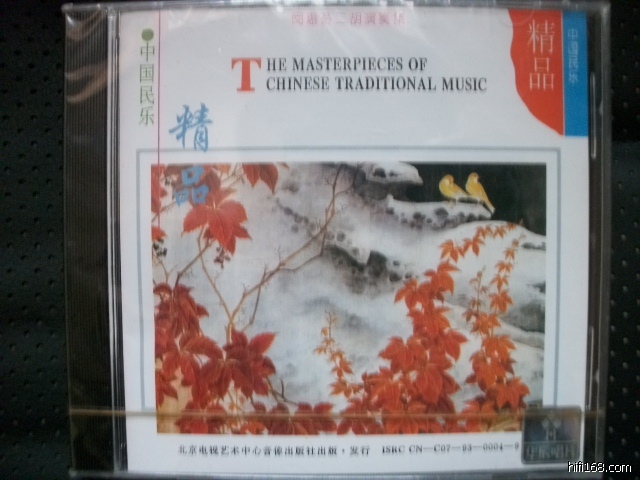 闵惠芬二胡演奏集
THE MASTERPIECES OF
CHINESE TRADITIONAL MUSIC
中国民乐
精品
精品
中国民乐
北京电视艺术中心音像出版社出版·发行 ISRC CN-C07-93-0004-0
hifi168.com